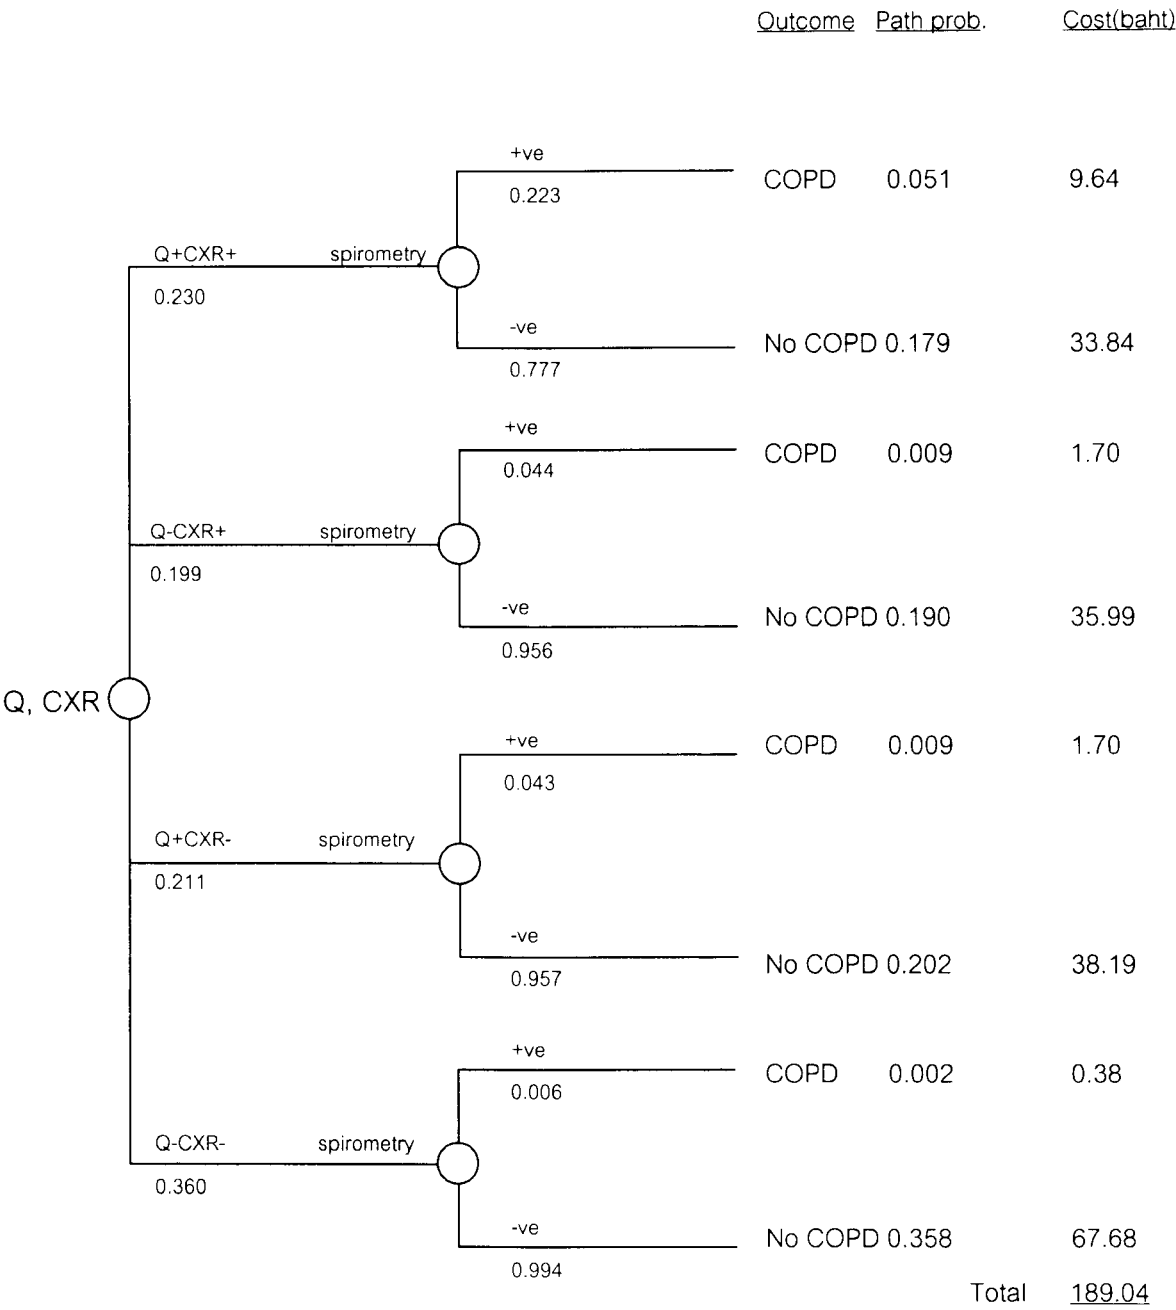 Outcome Path prob. Cost(baht)
+ve
0.223
COPD 0.051 9.64
Q+CXR+ spirometry
0.230
-ve
0.777
No COPD 0.179 33.84
+ve
0.044
COPD 0.009 1.70
Q-CXR+ spirometry
0.199
-ve
0.956
No COPD 0.190 35.99
Q, CXR
+ve
0.043
COPD 0.009 1.70
Q+CXR- spirometry
0.211
-ve
0.957
No COPD 0.202 38.19
+ve
0.006
COPD 0.002 0.38
Q-CXR- spirometry
0.360
-ve
0.994
No COPD 0.358 67.68
Total 189.04